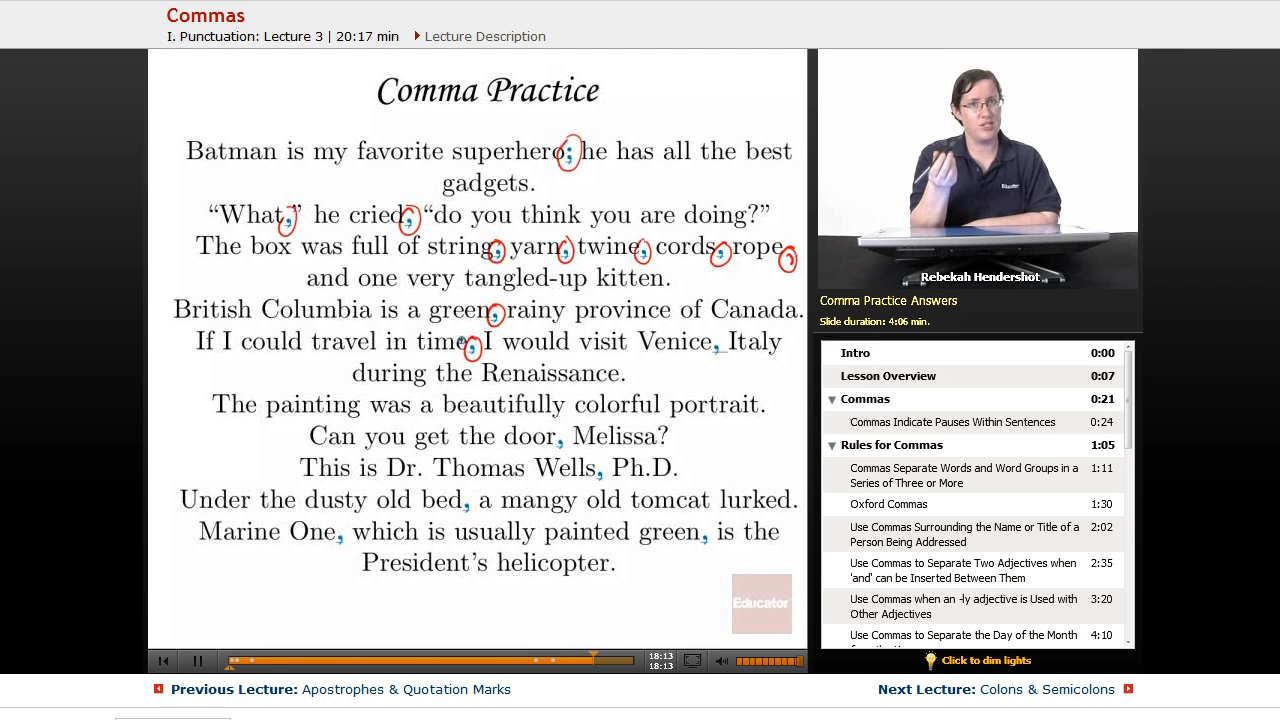 Commas
I. Punctuation: Lecture 3 | 20:17 min Lecture Description
Comma Practice
Batman is my favorite superhero; he has all the best
gadgets.
“What,” he cried, “do you think you are doing?”
The box was full of string, yarn, twine, cords, rope,
and one very tangled-up kitten.
British Columbia is a green, rainy province of Canada.
If I could travel in time, I would visit Venice, Italy
during the Renaissance.
The painting was a beautifully colorful portrait.
Can you get the door, Melissa?
This is Dr. Thomas Wells, Ph.D.
Under the dusty old bed, a mangy old tomcat lurked.
Marine One, which is usually painted green, is the
President’s helicopter.
Educator
18:13
18:13
Educator
Rebekah Hendershot
Comma Practice Answers
Slide duration: 4:06 min.
Intro 0:00
Lesson Overview 0:07
Commas 0:21
Commas Indicate Pauses Within Sentences 0:24
Rules for Commas 1:05
Commas Separate Words and Word Groups in a 1:11
Series of Three or More
Oxford Commas 1:30
Use Commas Surrounding the Name or Title of a 2:02
Person Being Addressed
Use Commas to Separate Two Adjectives when 2:35
'and' can be Inserted Between Them
Use Commas when an -ly adjective is Used with 3:20
Other Adjectives
Use Commas to Separate the Day of the Month 4:10
Click to dim lights
Previous Lecture: Apostrophes & Quotation Marks
Next Lecture: Colons & Semicolons